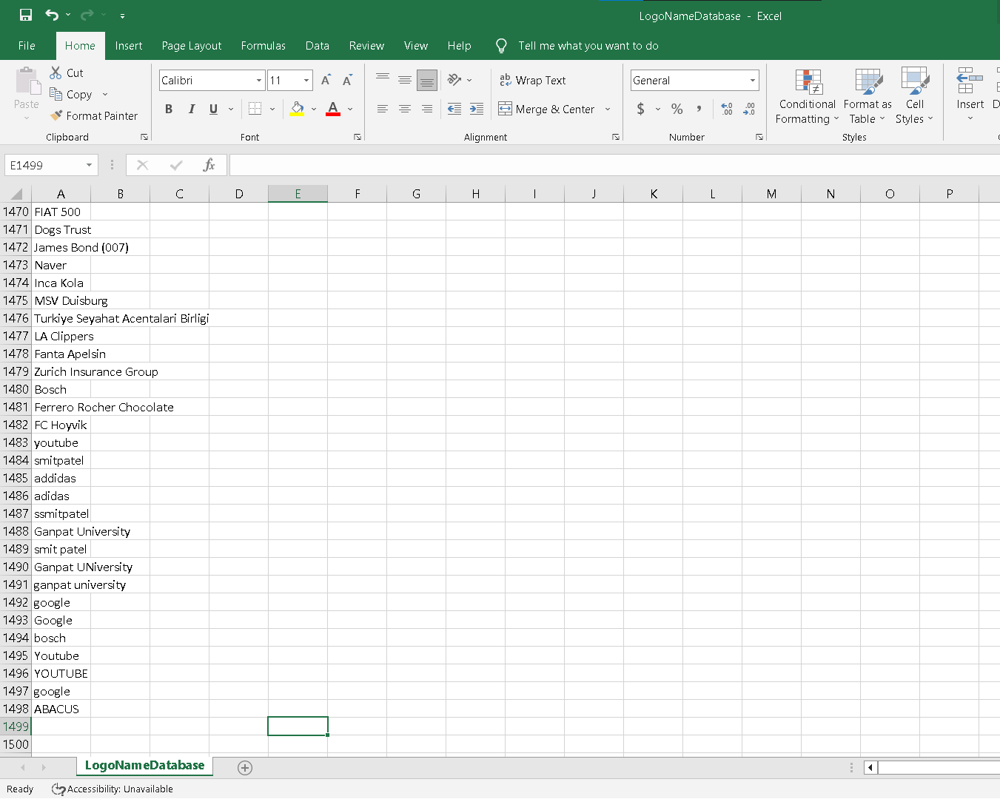 LogoNameDatabase - Excel
File Home Insert Page Layout Formulas Data Review View Help Tell me what you want to do
Paste
Cut
Copy
Format Painter
Clipboard
Calibri 11
B I U A
Font
Wrap Text
Merge & Center
Alignment
General
$ % ,
Number
Conditional Formatting
Format as Table
Cell Styles
Styles
Insert
E1499 fx
A B C D E F G H I J K L M N O P
1470 FIAT 500
1471 Dogs Trust
1472 James Bond (007)
1473 Naver
1474 Inca Kola
1475 MSV Duisburg
1476 Turkiye Seyahat Acentalari Birligi
1477 LA Clippers
1478 Fanta Apelsin
1479 Zurich Insurance Group
1480 Bosch
1481 Ferrero Rocher Chocolate
1482 FC Hoyvik
1483 youtube
1484 smitpatel
1485 addidas
1486 adidas
1487 ssmitpatel
1488 Ganpat University
1489 smit patel
1490 Ganpat UNiversity
1491 ganpat university
1492 google
1493 Google
1494 bosch
1495 Youtube
1496 YOUTUBE
1497 google
1498 ABACUS
1499
1500
LogoNameDatabase
Ready Accessibility: Unavailable